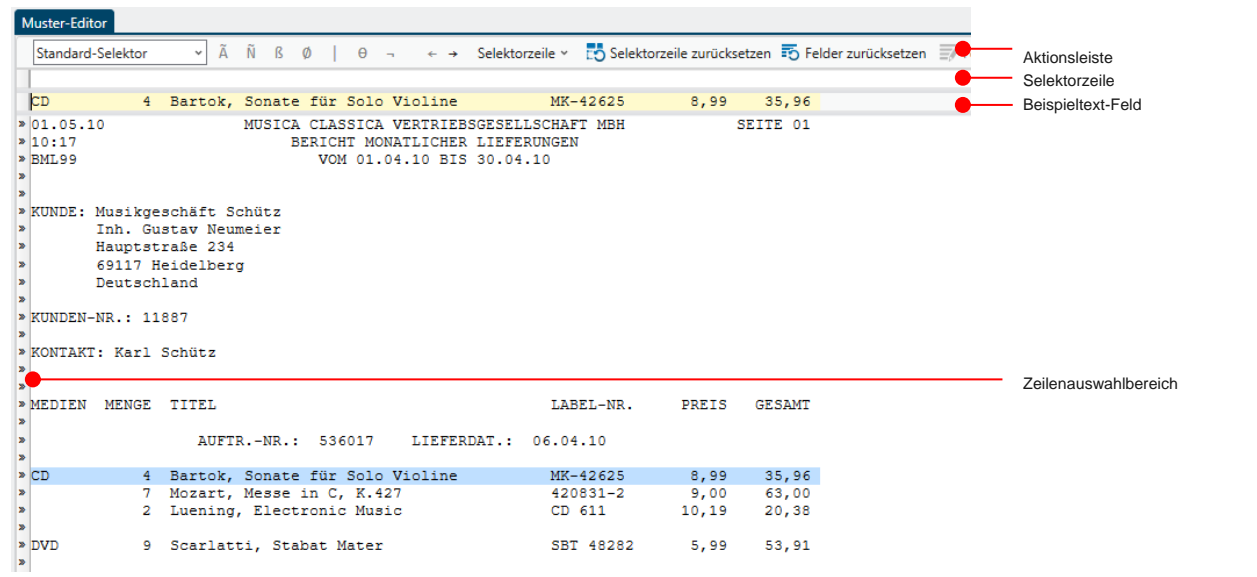 Muster-Editor
Standard-Selektor Ã Ñ ß Ø | θ ¬ ← → Selektorzeile Selektorzeile zurücksetzen Felder zurücksetzen
Aktionsleiste
Selektorzeile
CD 4 Bartok, Sonate für Solo Violine MK-42625 8,99 35,96
Beispieltext-Feld
» 01.05.10 MUSICA CLASSICA VERTRIEBSGESELLSCHAFT MBH SEITE 01
» 10:17 BERICHT MONATLICHER LIEFERUNGEN
» BML99 VOM 01.04.10 BIS 30.04.10
»
»
» KUNDE: Musikgeschäft Schütz
» Inh. Gustav Neumeier
» Hauptstraße 234
» 69117 Heidelberg
» Deutschland
»
» KUNDEN-NR.: 11887
»
» KONTAKT: Karl Schütz
»
»
Zeilenauswahlbereich
» MEDIEN MENGE TITEL LABEL-NR. PREIS GESAMT
»
» AUFTR.-NR.: 536017 LIEFERDAT.: 06.04.10
»
» CD 4 Bartok, Sonate für Solo Violine MK-42625 8,99 35,96
» 7 Mozart, Messe in C, K.427 420831-2 9,00 63,00
» 2 Luening, Electronic Music CD 611 10,19 20,38
»
» DVD 9 Scarlatti, Stabat Mater SBT 48282 5,99 53,91
»